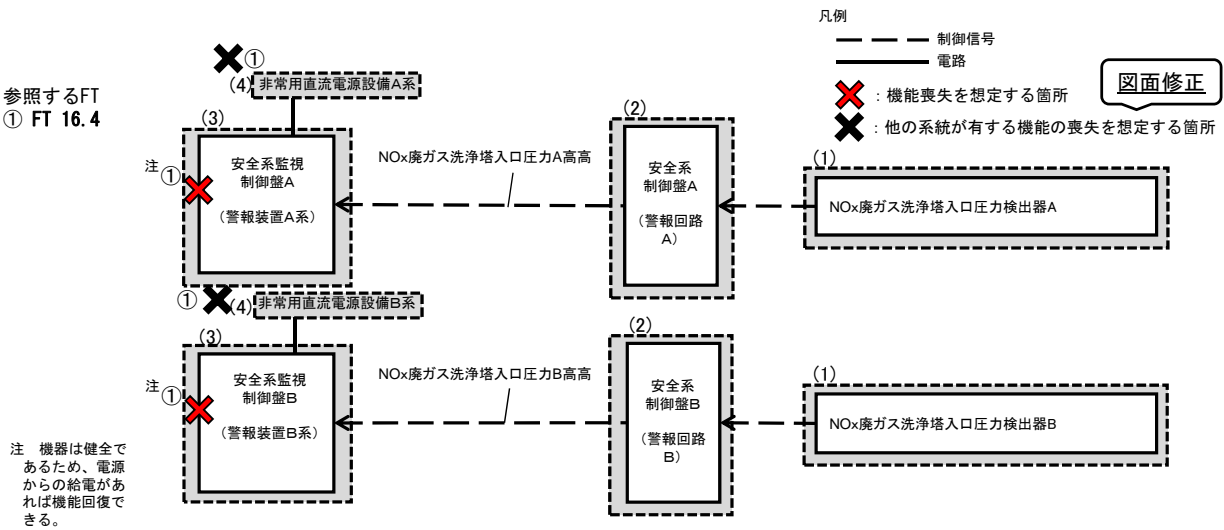 凡例
制御信号
電路
:機能喪失を想定する箇所
:他の系統が有する機能の喪失を想定する箇所
図面修正
参照するFT
① FT 16.4
①
(4)
非常用直流電源設備A系
(3)
注
①
安全系監視
制御盤A
(警報装置A系)
NOx廃ガス洗浄塔入口圧力A高高
(2)
安全系
制御盤A
(警報回路
A)
(1)
NOx廃ガス洗浄塔入口圧力検出器A
①
(4)
非常用直流電源設備B系
(3)
注
①
安全系監視
制御盤B
(警報装置B系)
NOx廃ガス洗浄塔入口圧力B高高
(2)
安全系
制御盤B
(警報回路
B)
(1)
NOx廃ガス洗浄塔入口圧力検出器B
注 機器は健全で
あるため、電源
からの給電があ
れば機能回復で
きる。